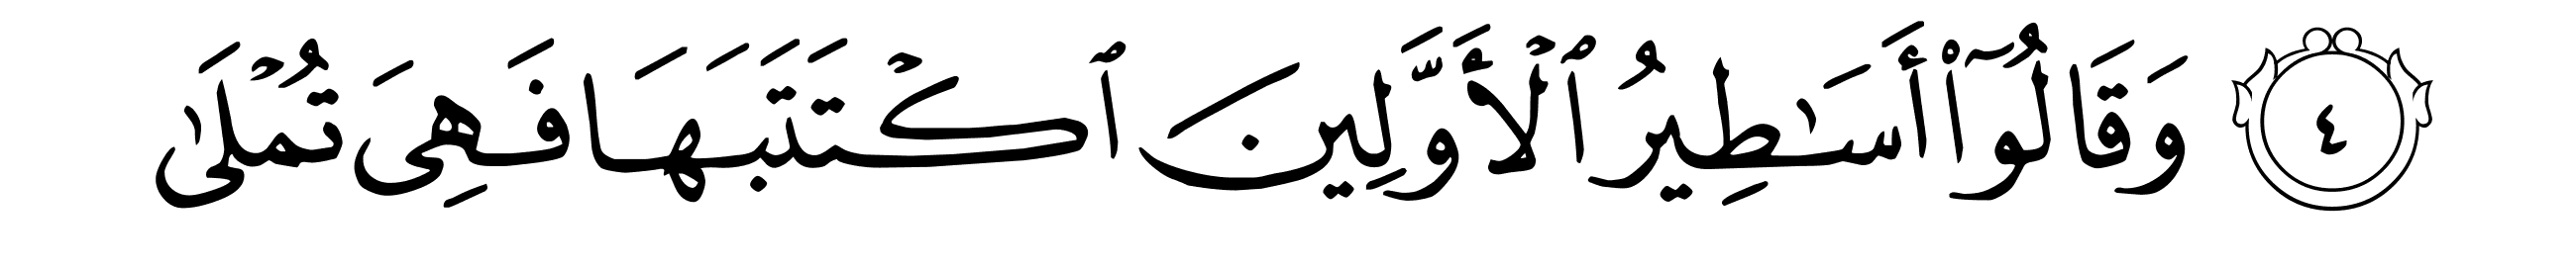 ٤ وَقَالُوٓا۟ أَسَـٰطِيرُ ٱلْأَوَّلِينَ ٱكْتَتَبَهَا فَهِىَ تُمْلَىٰ